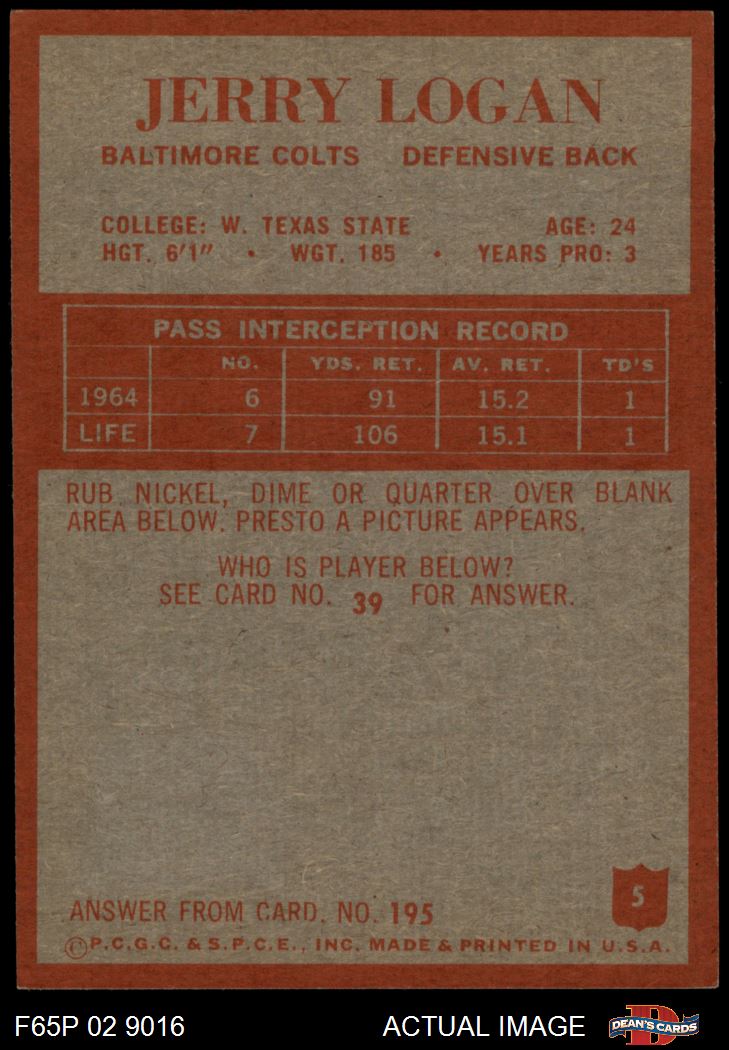 JERRY LOGAN
BALTIMORE COLTS DEFENSIVE BACK
COLLEGE: W. TEXAS STATE AGE: 24
HGT. 6'1" • WGT. 185 • YEARS PRO: 3
PASS INTERCEPTION RECORD
NO. YDS. RET. AV. RET. TD'S
1964 6 91 15.2 1
LIFE 7 106 15.1 1
RUB NICKEL, DIME OR QUARTER OVER BLANK
AREA BELOW. PRESTO A PICTURE APPEARS.
WHO IS PLAYER BELOW?
SEE CARD NO. 39 FOR ANSWER.
5
ANSWER FROM CARD. NO. 195
©P.C.G.C. & S.P.C.E., INC. MADE & PRINTED IN U.S.A.
F65P 02 9016 ACTUAL IMAGE D DEAN'S CARDS